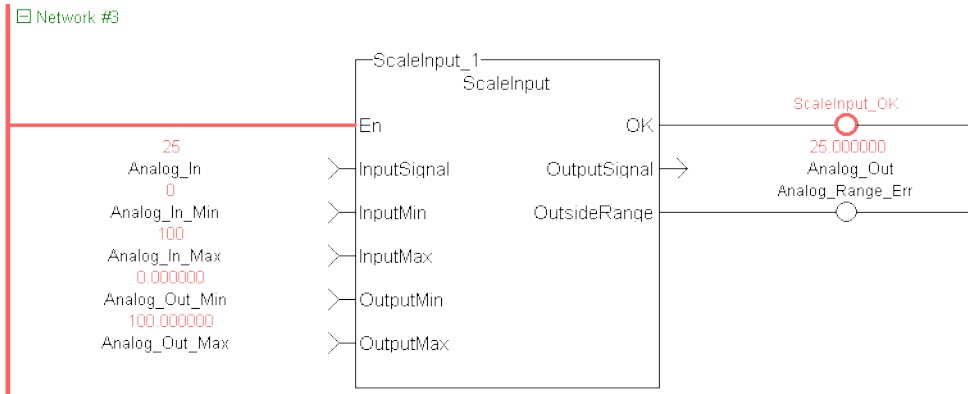 Network #3
ScaleInput_1
ScaleInput
ScaleInput_OK
En OK
25 25.000000
Analog_In InputSignal OutputSignal Analog_Out
0 Analog_Range_Err
Analog_In_Min InputMin OutsideRange
100
Analog_In_Max InputMax
0.000000
Analog_Out_Min OutputMin
100.000000
Analog_Out_Max OutputMax